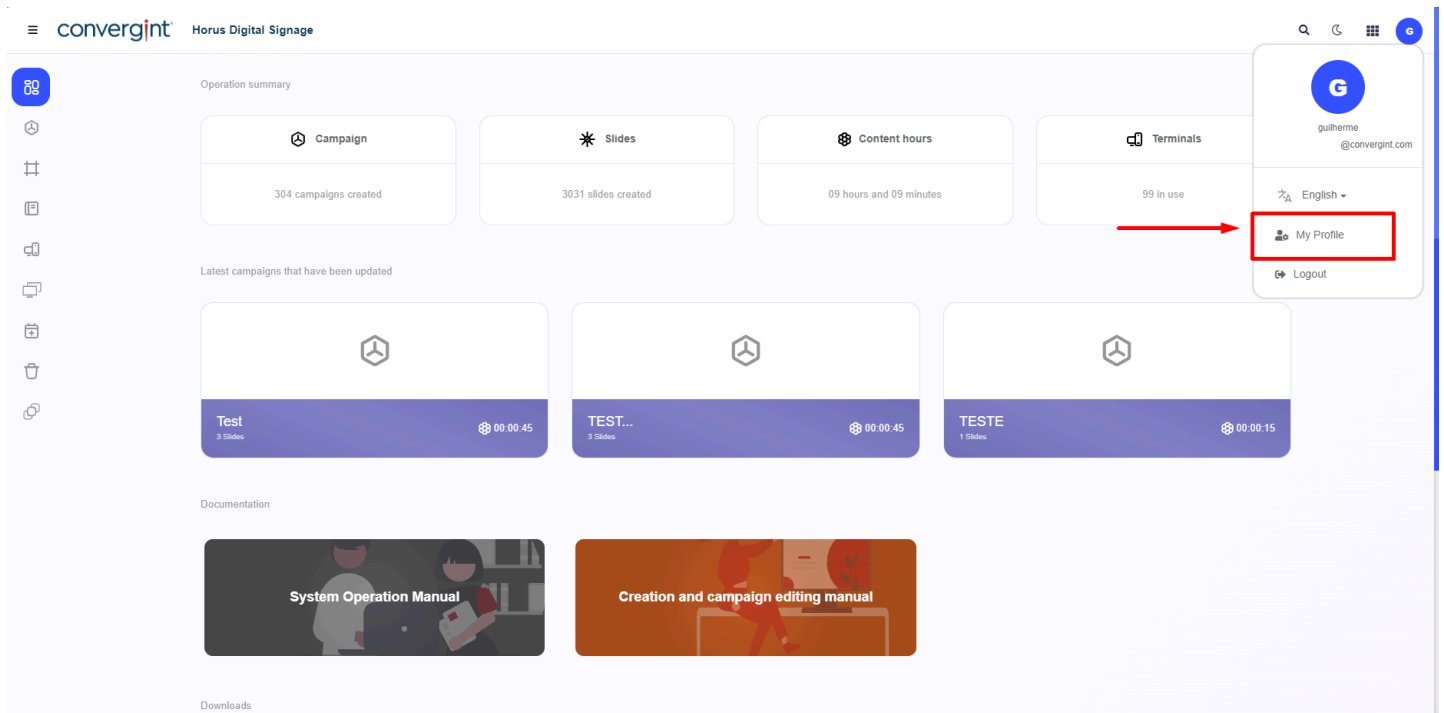 convergint
Horus Digital Signage
G
G
guilherme
@convergint.com
English
My Profile
Logout
Operation summary
Campaign
304 campaigns created
Slides
3031 slides created
Content hours
09 hours and 09 minutes
Terminals
99 in use
Latest campaigns that have been updated
Test
3 Slides
00:00:45
TEST...
3 Slides
00:00:45
TESTE
1 Slides
00:00:15
Documentation
System Operation Manual
Creation and campaign editing manual
Downloads